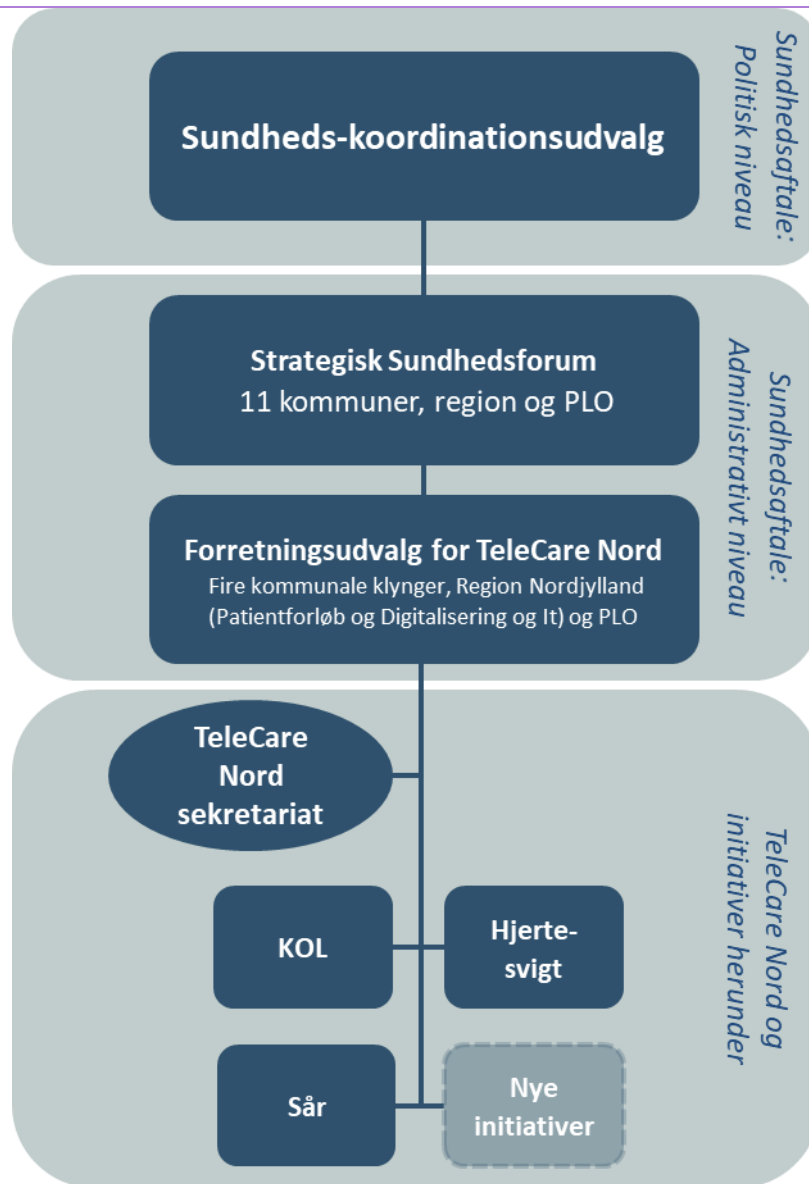 Sundheds-koordinationsudvalg
Sundhedsaftale:
Politisk niveau
Strategisk Sundhedsforum
11 kommuner, region og PLO
Forretningsudvalg for TeleCare Nord
Fire kommunale klynger, Region Nordjylland
(Patientforløb og Digitalisering og It) og PLO
Sundhedsaftale:
Administrativt niveau
TeleCare
Nord
sekretariat
KOL
Hjerte-
svigt
Sår
Nye
initiativer
TeleCare Nord og
initiativer herunder